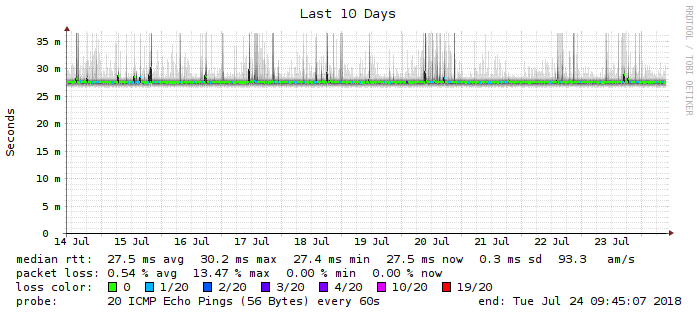 Last 10 Days
RRDTOOL / TOBI OETIKER
Seconds
35 m
30 m
25 m
20 m
15 m
10 m
5 m
0
14 Jul 15 Jul 16 Jul 17 Jul 18 Jul 19 Jul 20 Jul 21 Jul 22 Jul 23 Jul
median rtt: 27.5 ms avg 30.2 ms max 27.4 ms min 27.5 ms now 0.3 ms sd 93.3 am/s
packet loss: 0.54 % avg 13.47 % max 0.00 % min 0.00 % now
loss color: 0 1/20 2/20 3/20 4/20 10/20 19/20
probe: 20 ICMP Echo Pings (56 Bytes) every 60s end: Tue Jul 24 09:45:07 2018